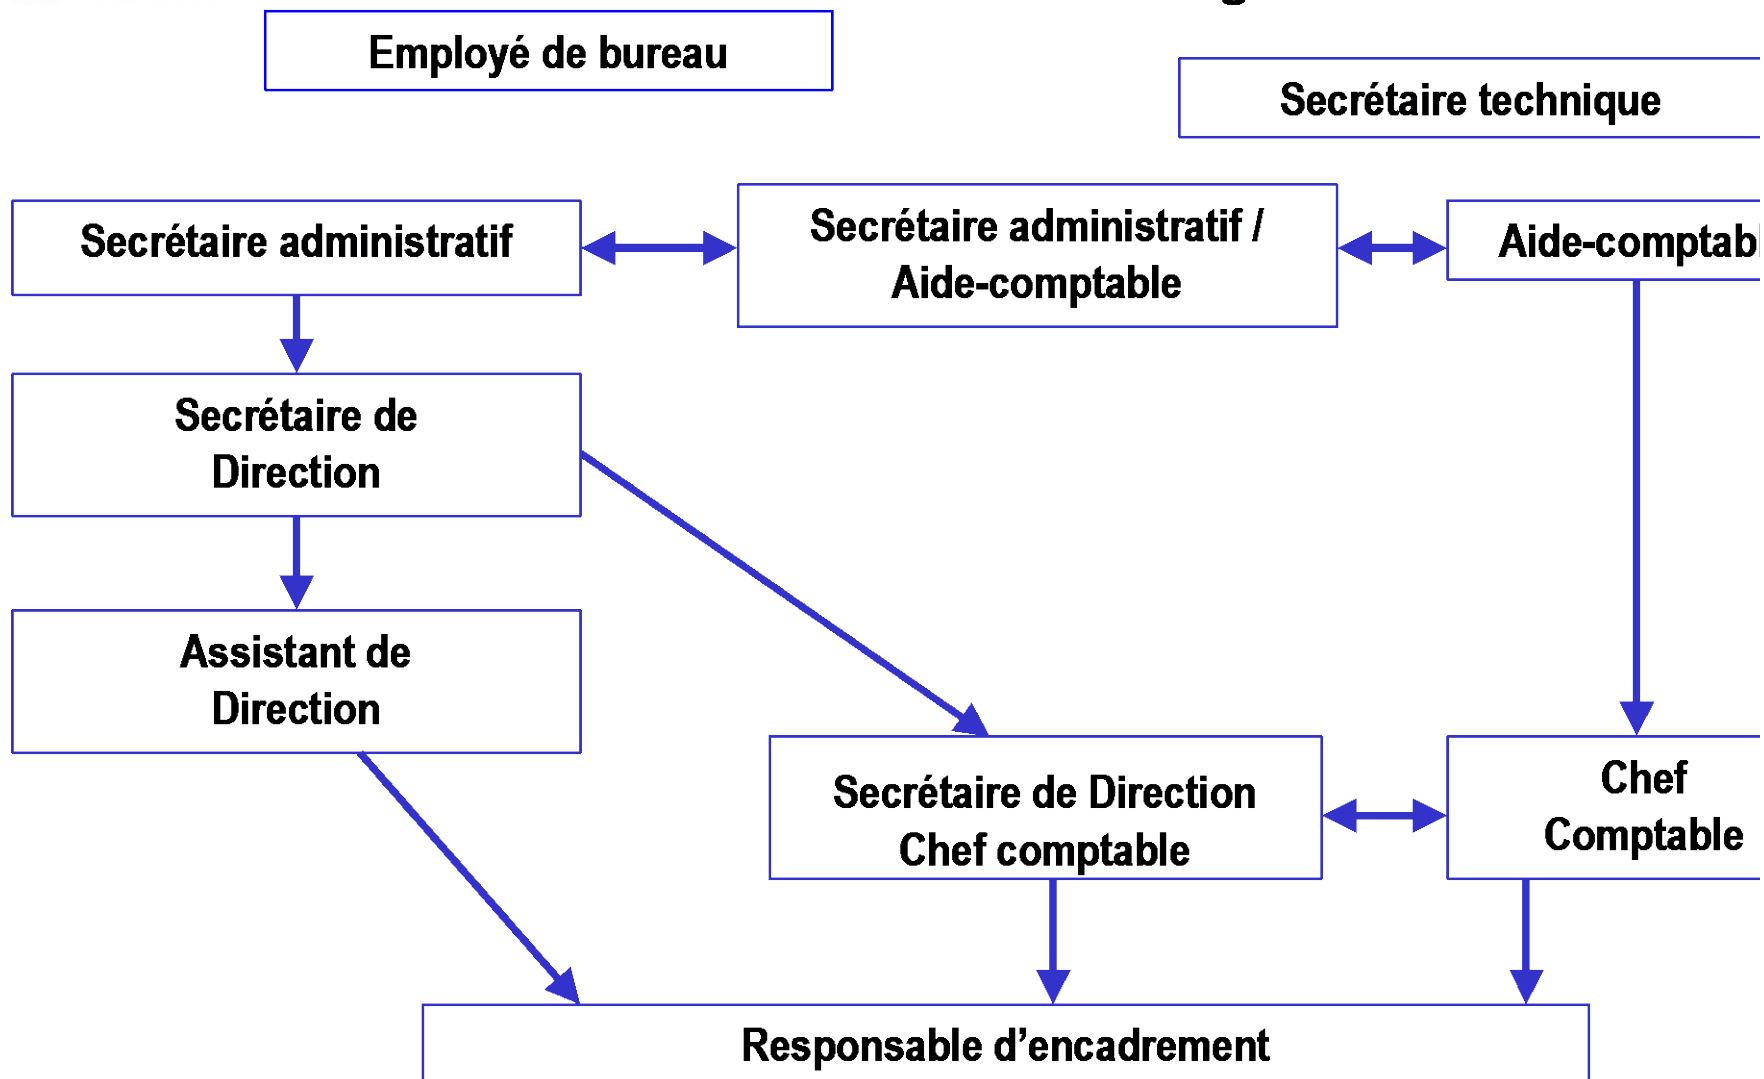 Employé de bureau
Secrétaire technique
Secrétaire administratif
Secrétaire administratif /
Aide-comptable
Secrétaire de
Direction
Assistant de
Direction
Secrétaire de Direction
Chef comptable
Chef
Comptable
Responsable d’encadrement